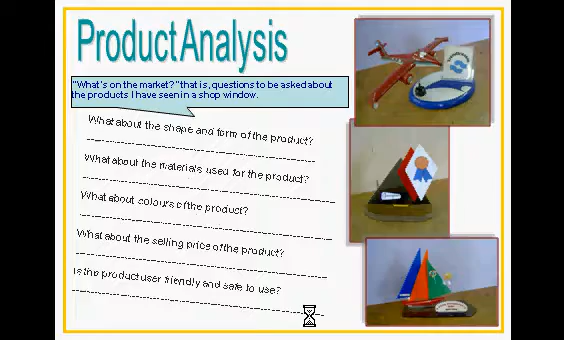 Product Analysis
"What's on the market?" that is, questions to be asked about
the products I have seen in a shop window.
What about the shape and form of the product?
What about the materials used for the product?
What about colours of the product?
What about the selling price of the product?
Is the product user friendly and safe to use?